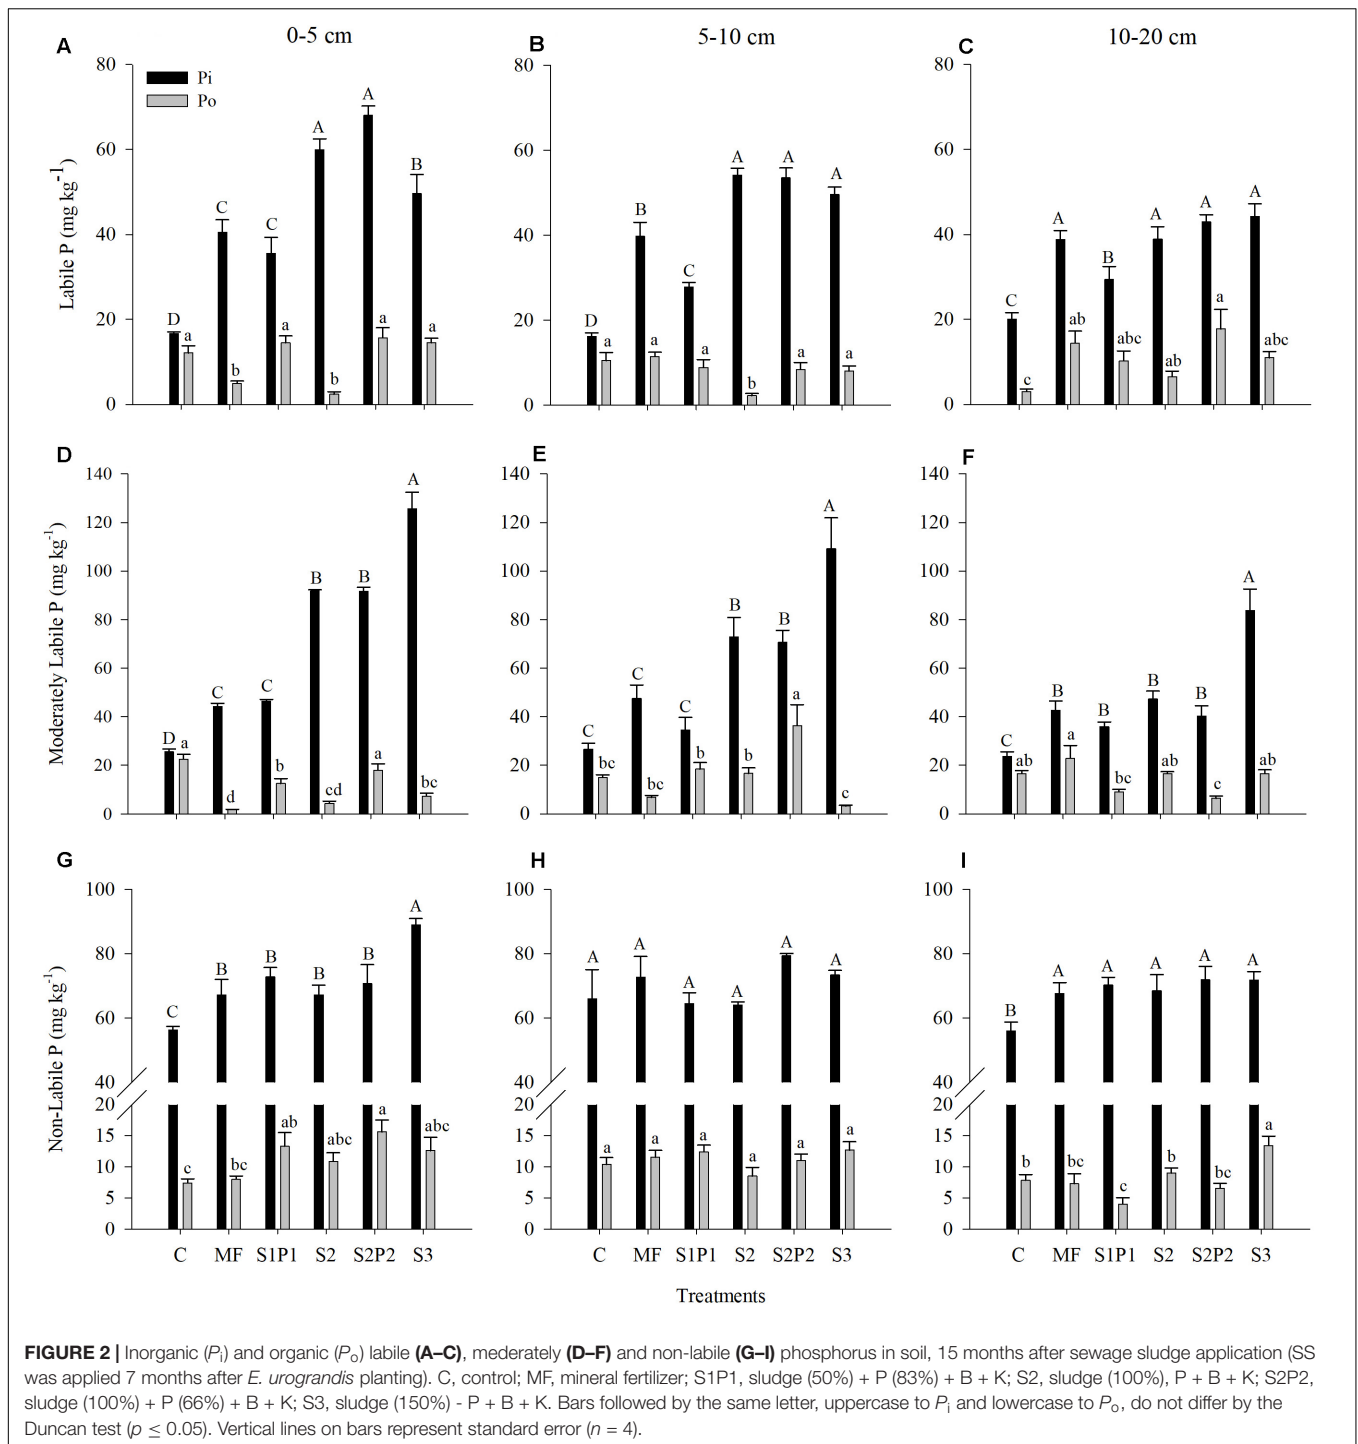 A 0-5 cm B 5-10 cm C 10-20 cm
Labile P (mg kg-1)
80 60 40 20 0
Pi
Po
D a C b C a A b A a B a
80 60 40 20 0
D a B a C a A b A a A a
80 60 40 20 0
C c A ab B abc A ab A a A abc
D E F
Moderately Labile P (mg kg-1)
140 120 100 80 60 40 20 0
D a C d C b B cd B a A bc
140 120 100 80 60 40 20 0
C bc C bc C b B b B a A c
140 120 100 80 60 40 20 0
C ab B a B bc B ab B c A ab
G H I
Non-Labile P (mg kg-1)
100 80 60 40 20 15 10 5 0
C c B bc B ab B abc B a A abc
100 80 60 40 20 15 10 5 0
A a A a A a A a A a A a
100 80 60 40 20 15 10 5 0
B b A bc A c A b A bc A a
C MF S1P1 S2 S2P2 S3 C MF S1P1 S2 S2P2 S3 C MF S1P1 S2 S2P2 S3
Treatments
FIGURE 2 | Inorganic (Pi) and organic (Po) labile (A–C), mederately (D–F) and non-labile (G–I) phosphorus in soil, 15 months after sewage sludge application (SS
was applied 7 months after E. urograndis planting). C, control; MF, mineral fertilizer; S1P1, sludge (50%) + P (83%) + B + K; S2, sludge (100%), P + B + K; S2P2,
sludge (100%) + P (66%) + B + K; S3, sludge (150%) - P + B + K. Bars followed by the same letter, uppercase to Pi and lowercase to Po, do not differ by the
Duncan test (p ≤ 0.05). Vertical lines on bars represent standard error (n = 4).